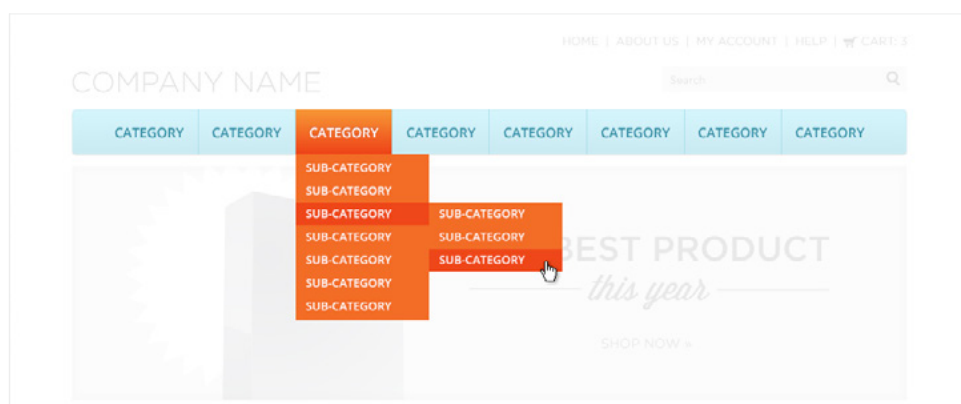 HOME | ABOUT US | MY ACCOUNT | HELP | CART: $
COMPANY NAME
Search
CATEGORY CATEGORY CATEGORY CATEGORY CATEGORY CATEGORY CATEGORY CATEGORY
SUB-CATEGORY
SUB-CATEGORY
SUB-CATEGORY SUB-CATEGORY
SUB-CATEGORY SUB-CATEGORY
SUB-CATEGORY SUB-CATEGORY
SUB-CATEGORY
SUB-CATEGORY
BEST PRODUCT
this year
SHOP NOW »